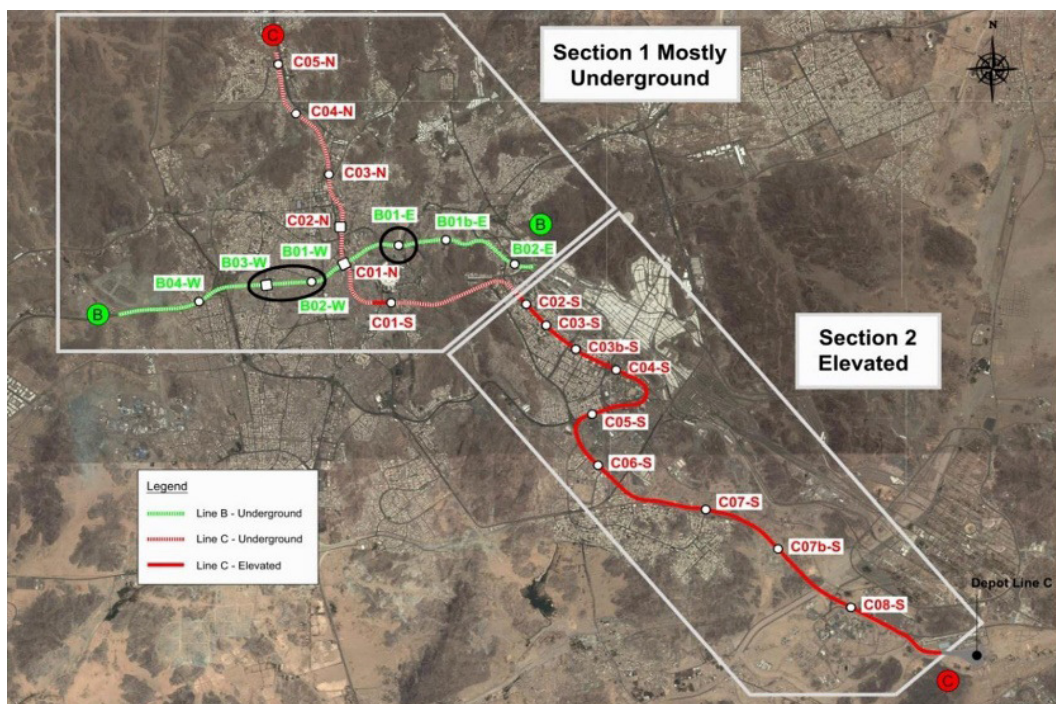 C
N
Section 1 Mostly
Underground
C05-N
C04-N
C03-N
C02-N
B01-E
B01b-E
B
B01-W
B03-W
C01-N
B02-E
B04-W
B02-W
B
C01-S
C02-S
C03-S
Section 2
Elevated
C03b-S
C04-S
C05-S
C06-S
Legend
Line B - Underground
Line C - Underground
Line C - Elevated
C07-S
C07b-S
Depot Line C
C08-S
C